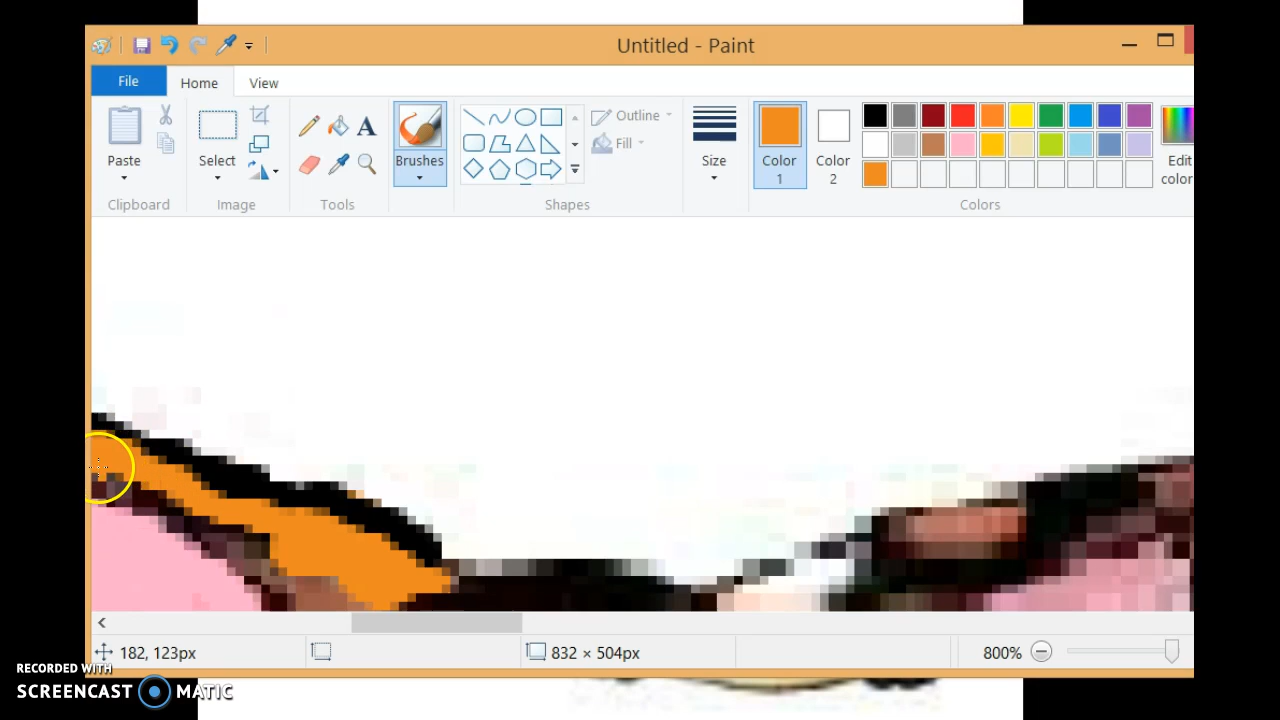 Untitled - Paint
File Home View
Paste
Select
Brushes
Outline
Fill
Size
Color 1
Color 2
Edit color
Clipboard Image Tools Shapes Colors
182, 123px 832 × 504px 800%
RECORDED WITH
SCREENCAST MATIC